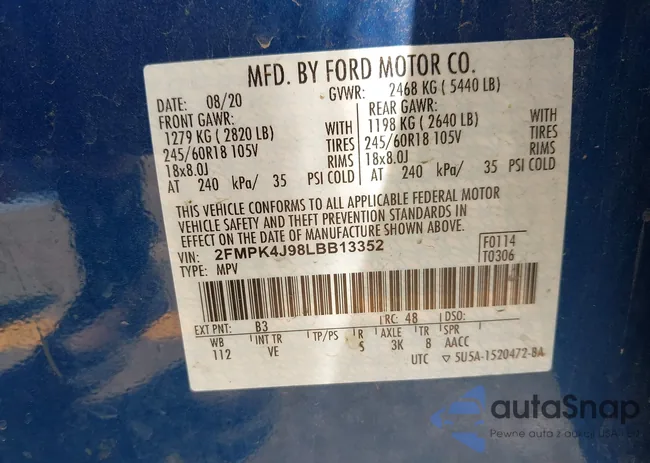 MFD. BY FORD MOTOR CO.
DATE: 08/20 GVWR: 2468 KG ( 5440 LB)
FRONT GAWR: REAR GAWR:
1279 KG ( 2820 LB) WITH 1198 KG ( 2640 LB) WITH
245/60R18 105V TIRES 245/60R18 105V TIRES
18x8.0J RIMS 18x8.0J RIMS
AT 240 kPa/ 35 PSI COLD AT 240 kPa/ 35 PSI COLD
THIS VEHICLE CONFORMS TO ALL APPLICABLE FEDERAL MOTOR
VEHICLE SAFETY AND THEFT PREVENTION STANDARDS IN
EFFECT ON THE DATE OF MANUFACTURE SHOWN ABOVE.
VIN: 2FMPK4J98LBB13352 F0114
TYPE: MPV T0306
EXT PNT: B3 RC: 48 DSO:
WB INT TR TP/PS R AXLE TR SPR
112 VE 5 3K 8 AACC
UTC ▽ 5U5A-1520472-BA
autaSnap
Pewne auta z aukcji USA